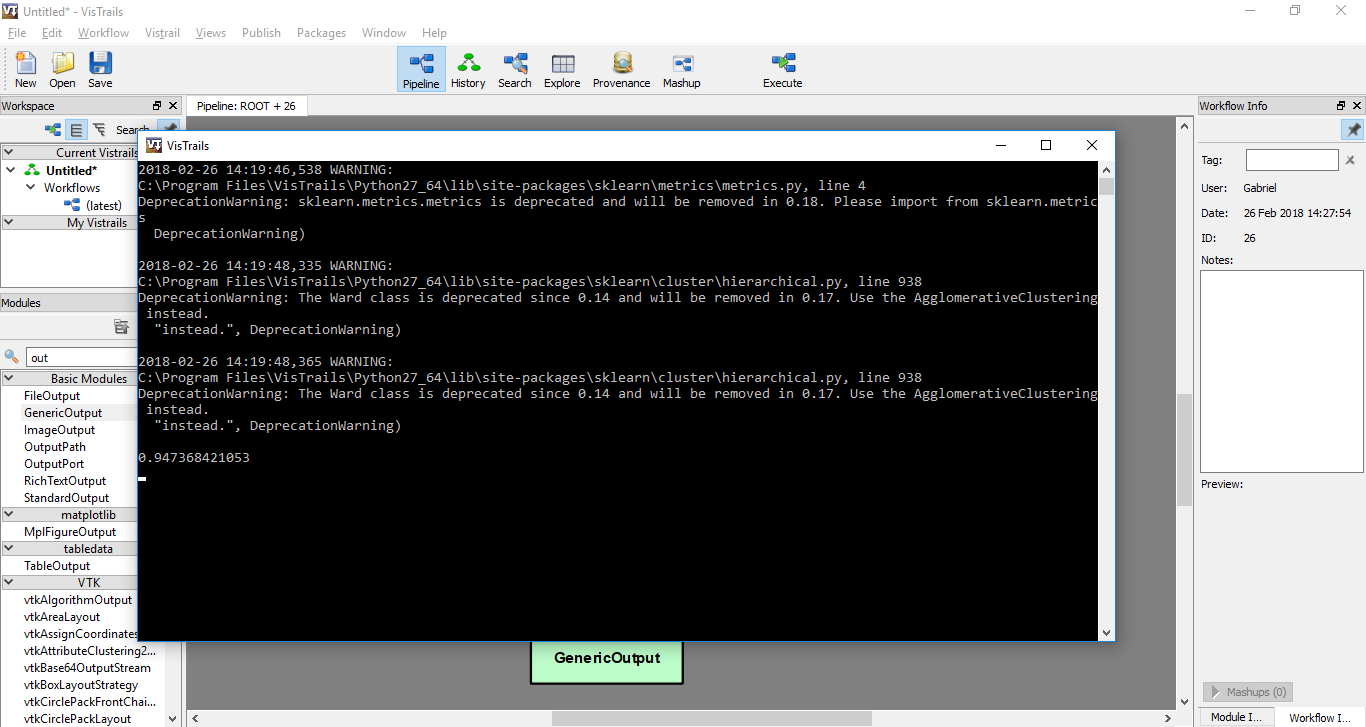 Untitled* - VisTrails
File Edit Workflow Vistrail Views Publish Packages Window Help
New Open Save Pipeline History Search Explore Provenance Mashup Execute
Workspace
Pipeline: ROOT + 26
Search
Current Vistrails
Untitled*
Workflows
(latest)
My Vistrails
Modules
out
Basic Modules
FileOutput
GenericOutput
ImageOutput
OutputPath
OutputPort
RichTextOutput
StandardOutput
matplotlib
MplFigureOutput
tabledata
TableOutput
VTK
vtkAlgorithmOutput
vtkAreaLayout
vtkAssignCoordinates
vtkAttributeClustering2...
vtkBase64OutputStream
vtkBoxLayoutStrategy
vtkCirclePackFrontChai...
vtkCirclePackLayout
VisTrails
2018-02-26 14:19:46,538 WARNING:
C:\Program Files\VisTrails\Python27_64\lib\site-packages\sklearn\metrics\metrics.py, line 4
DeprecationWarning: sklearn.metrics.metrics is deprecated and will be removed in 0.18. Please import from sklearn.metric
s
DeprecationWarning)
2018-02-26 14:19:48,335 WARNING:
C:\Program Files\VisTrails\Python27_64\lib\site-packages\sklearn\cluster\hierarchical.py, line 938
DeprecationWarning: The Ward class is deprecated since 0.14 and will be removed in 0.17. Use the AgglomerativeClustering
instead.
"instead.", DeprecationWarning)
2018-02-26 14:19:48,365 WARNING:
C:\Program Files\VisTrails\Python27_64\lib\site-packages\sklearn\cluster\hierarchical.py, line 938
DeprecationWarning: The Ward class is deprecated since 0.14 and will be removed in 0.17. Use the AgglomerativeClustering
instead.
"instead.", DeprecationWarning)
0.947368421053
GenericOutput
Workflow Info
Tag:
User: Gabriel
Date: 26 Feb 2018 14:27:54
ID: 26
Notes:
Preview:
Mashups (0)
Module I... Workflow I...